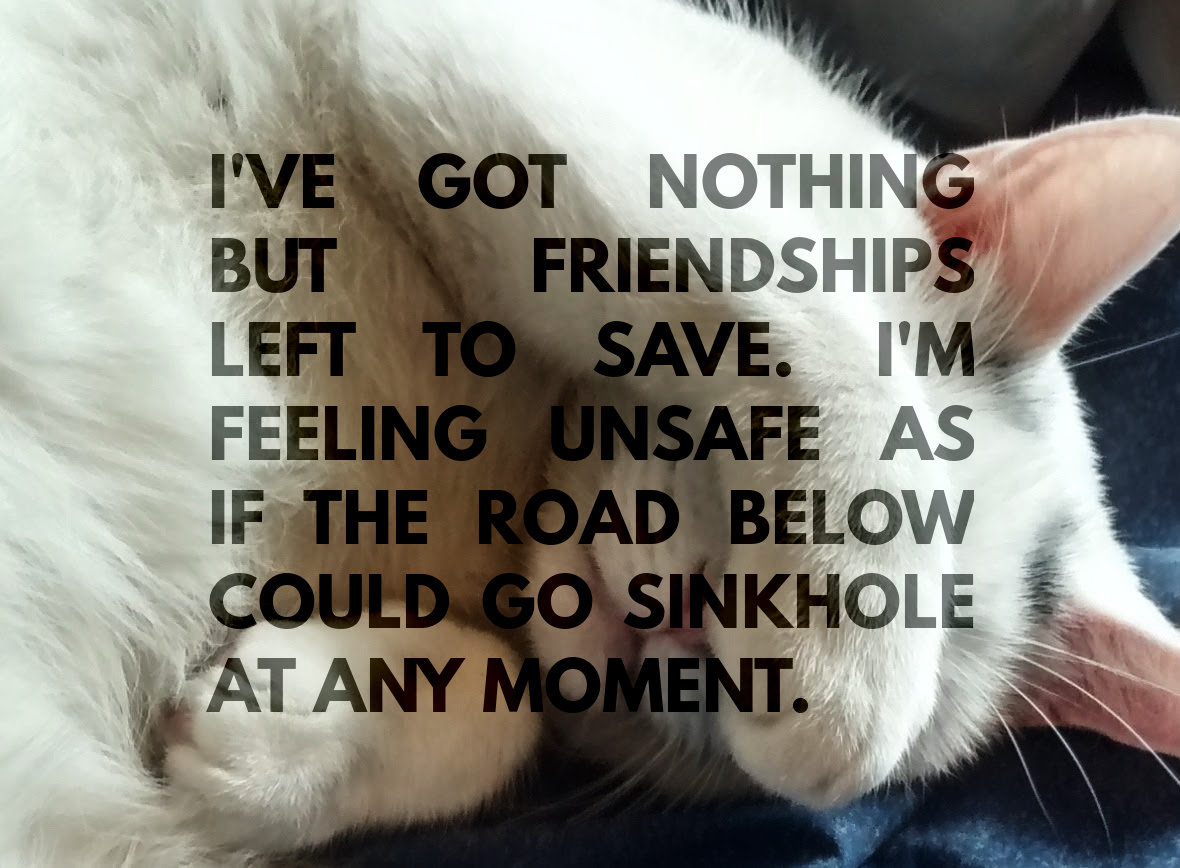 I'VE GOT NOTHING
BUT FRIENDSHIPS
LEFT TO SAVE. I'M
FEELING UNSAFE AS
IF THE ROAD BELOW
COULD GO SINKHOLE
AT ANY MOMENT.